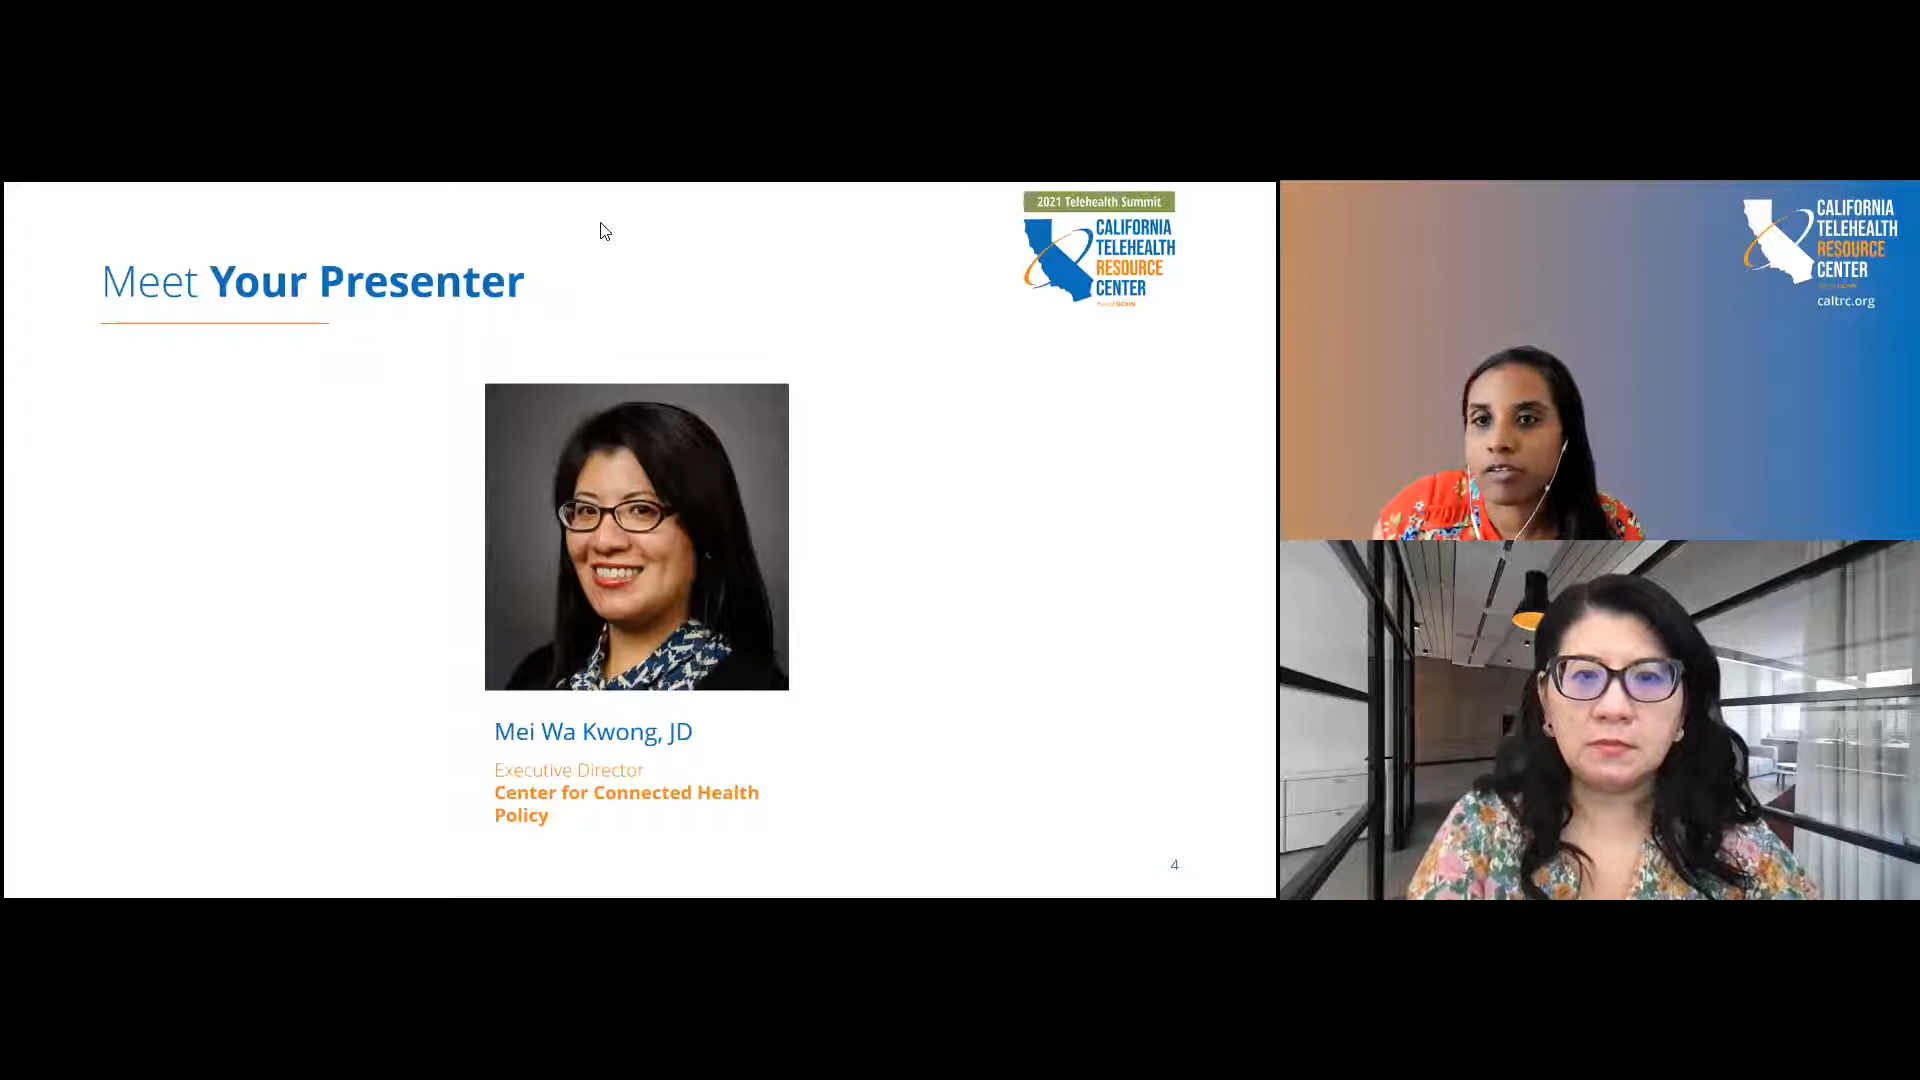 2021 Telehealth Summit
CALIFORNIA
TELEHEALTH
RESOURCE
CENTER
Meet Your Presenter
Mei Wa Kwong, JD
Executive Director
Center for Connected Health
Policy
4
CALIFORNIA
TELEHEALTH
RESOURCE
CENTER
caltrc.org